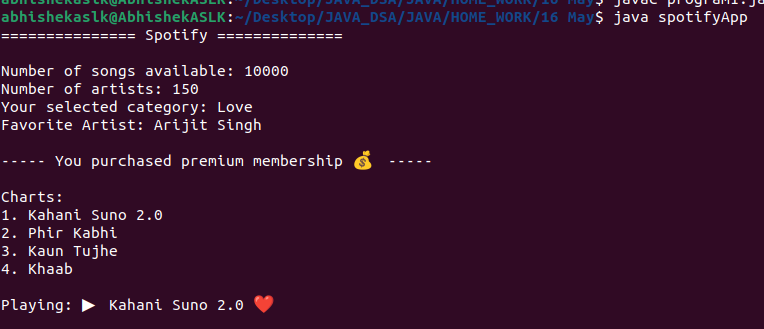 abhishekaslk@AbhishekASLK:~/Desktop/JAVA_DSA/JAVA/HOME_WORK/16 May$ javac program1.ja
abhishekaslk@AbhishekASLK:~/Desktop/JAVA_DSA/JAVA/HOME_WORK/16 May$ java spotifyApp
=============== Spotify ==============
Number of songs available: 10000
Number of artists: 150
Your selected category: Love
Favorite Artist: Arijit Singh
----- You purchased premium membership 💰 -----
Charts:
1. Kahani Suno 2.0
2. Phir Kabhi
3. Kaun Tujhe
4. Khaab
Playing: ▶ Kahani Suno 2.0 ❤️